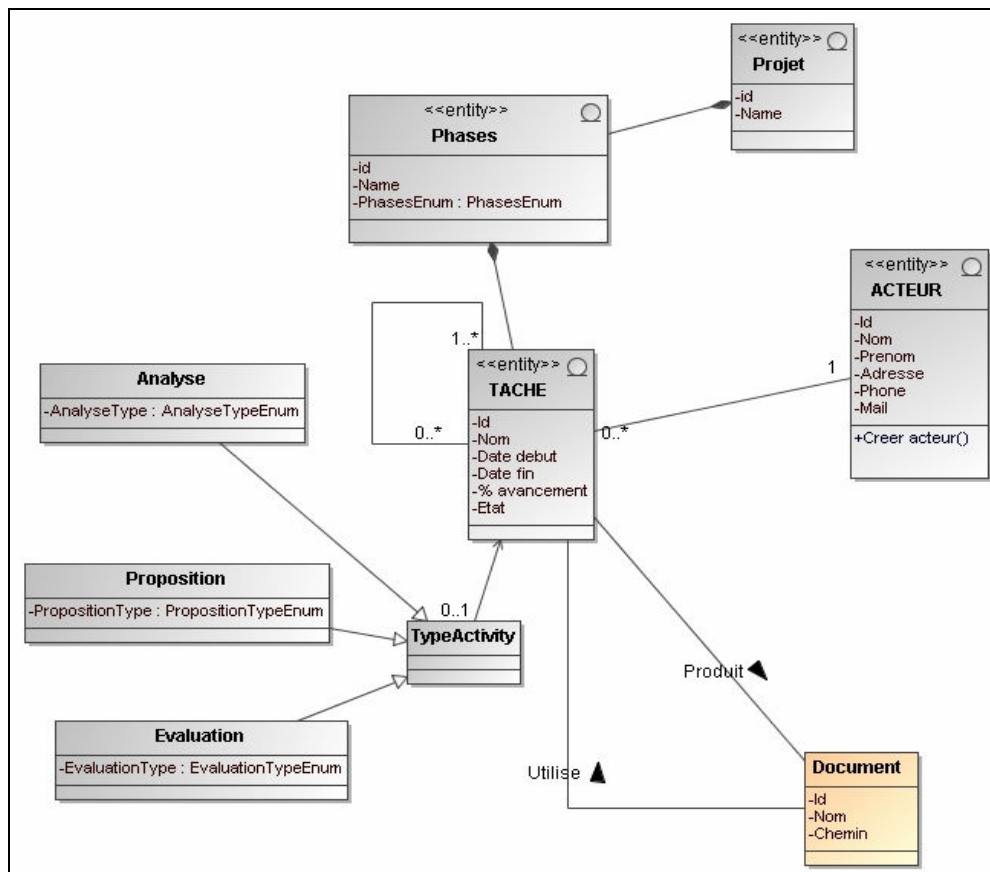 <<entity>>
Projet
-id
-Name
<<entity>>
Phases
-id
-Name
-PhasesEnum : PhasesEnum
<<entity>>
ACTEUR
-Id
-Nom
-Prenom
-Adresse
-Phone
-Mail
+Creer acteur()
1
0..*
1..*
0..*
<<entity>>
TACHE
-Id
-Nom
-Date debut
-Date fin
-% avancement
-Etat
Analyse
-AnalyseType : AnalyseTypeEnum
Proposition
-PropositionType : PropositionTypeEnum
0..1
TypeActivity
Evaluation
-EvaluationType : EvaluationTypeEnum
Produit
Utilise
Document
-Id
-Nom
-Chemin